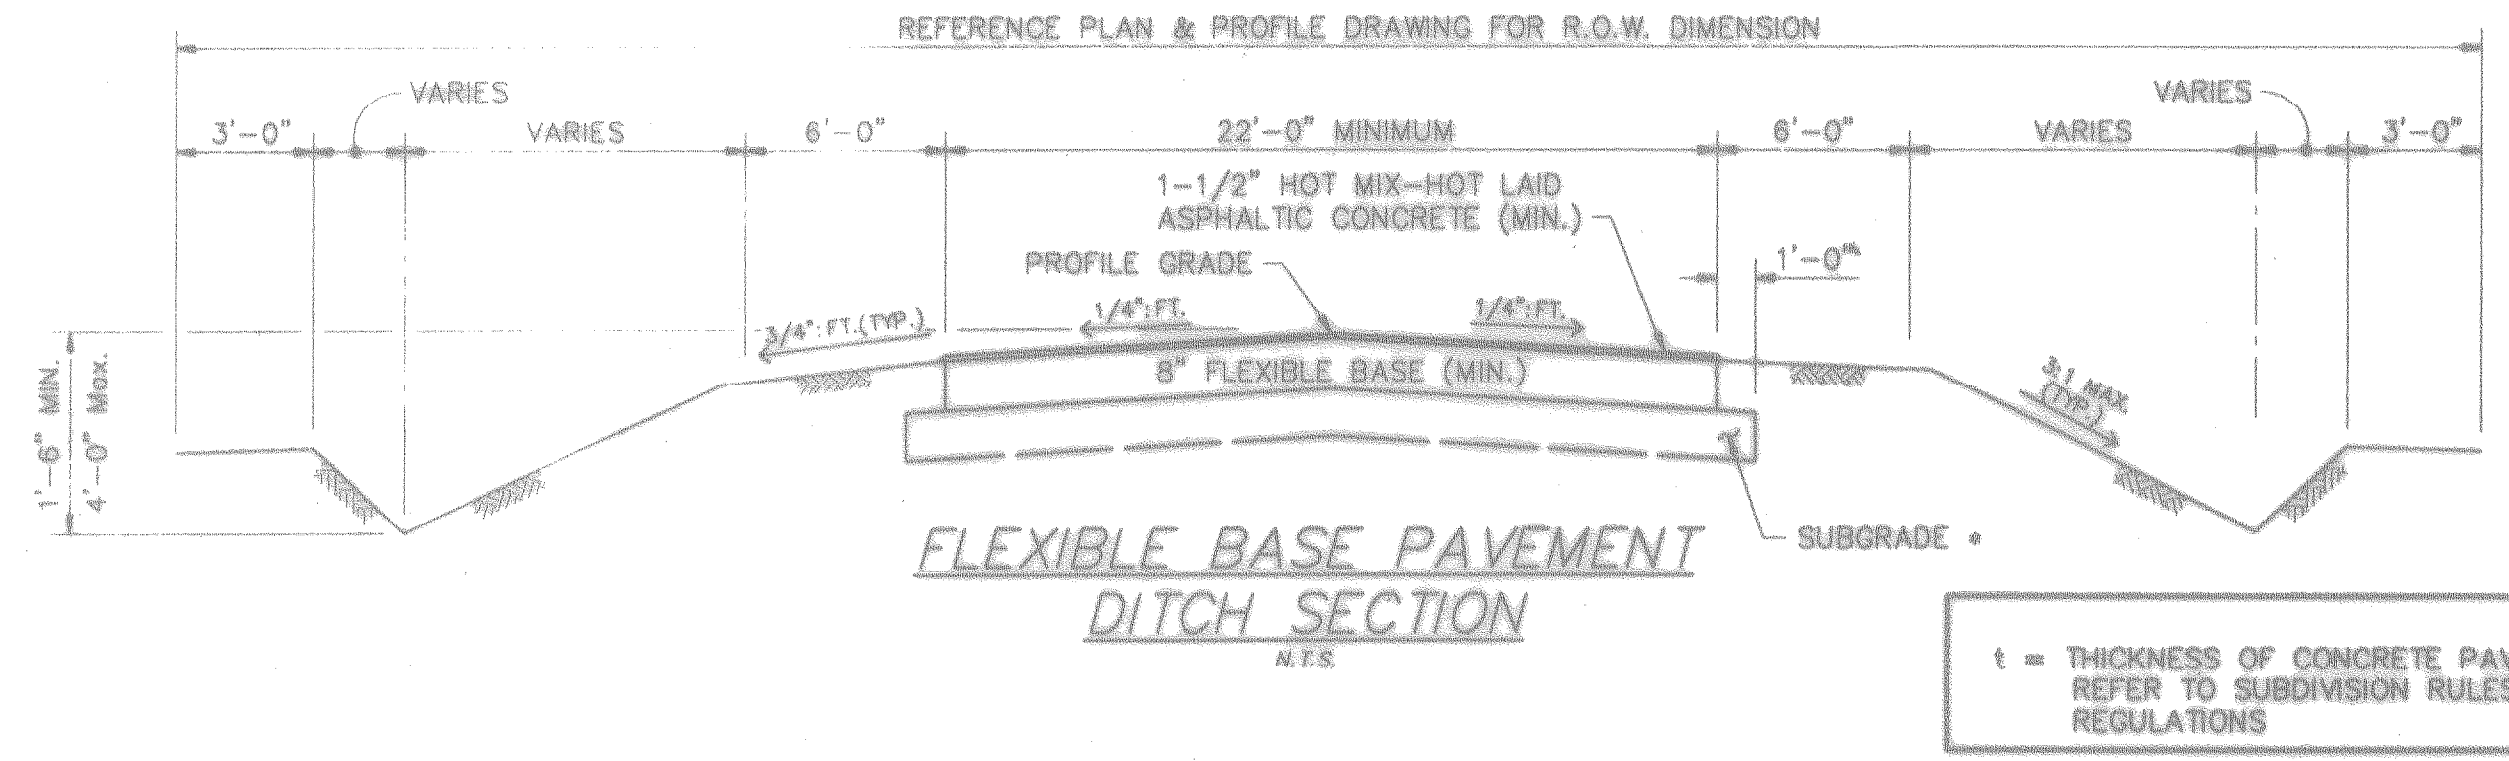 REFERENCE PLAN & PROFILE DRAWING FOR R.O.W. DIMENSION
VARIES
VARIES
3'-0"
VARIES
6'-0"
22'-0" MINIMUM
6'-0"
VARIES
3'-0"
1-1/2" HOT MIX-HOT LAID
ASPHALTIC CONCRETE (MIN.)
PROFILE GRADE
1'-0"
1/4":FT.
1/4":FT.
3/4":FT.(TYP.)
8" FLEXIBLE BASE (MIN.)
3:1 MAX.
(TYP.)
1'-6" MIN.
4'-0" Max.
SUBGRADE *
FLEXIBLE BASE PAVEMENT
DITCH SECTION
N.T.S.
t = THICKNESS OF CONCRETE PAV
REFER TO SUBDIVISION RULES
REGULATIONS